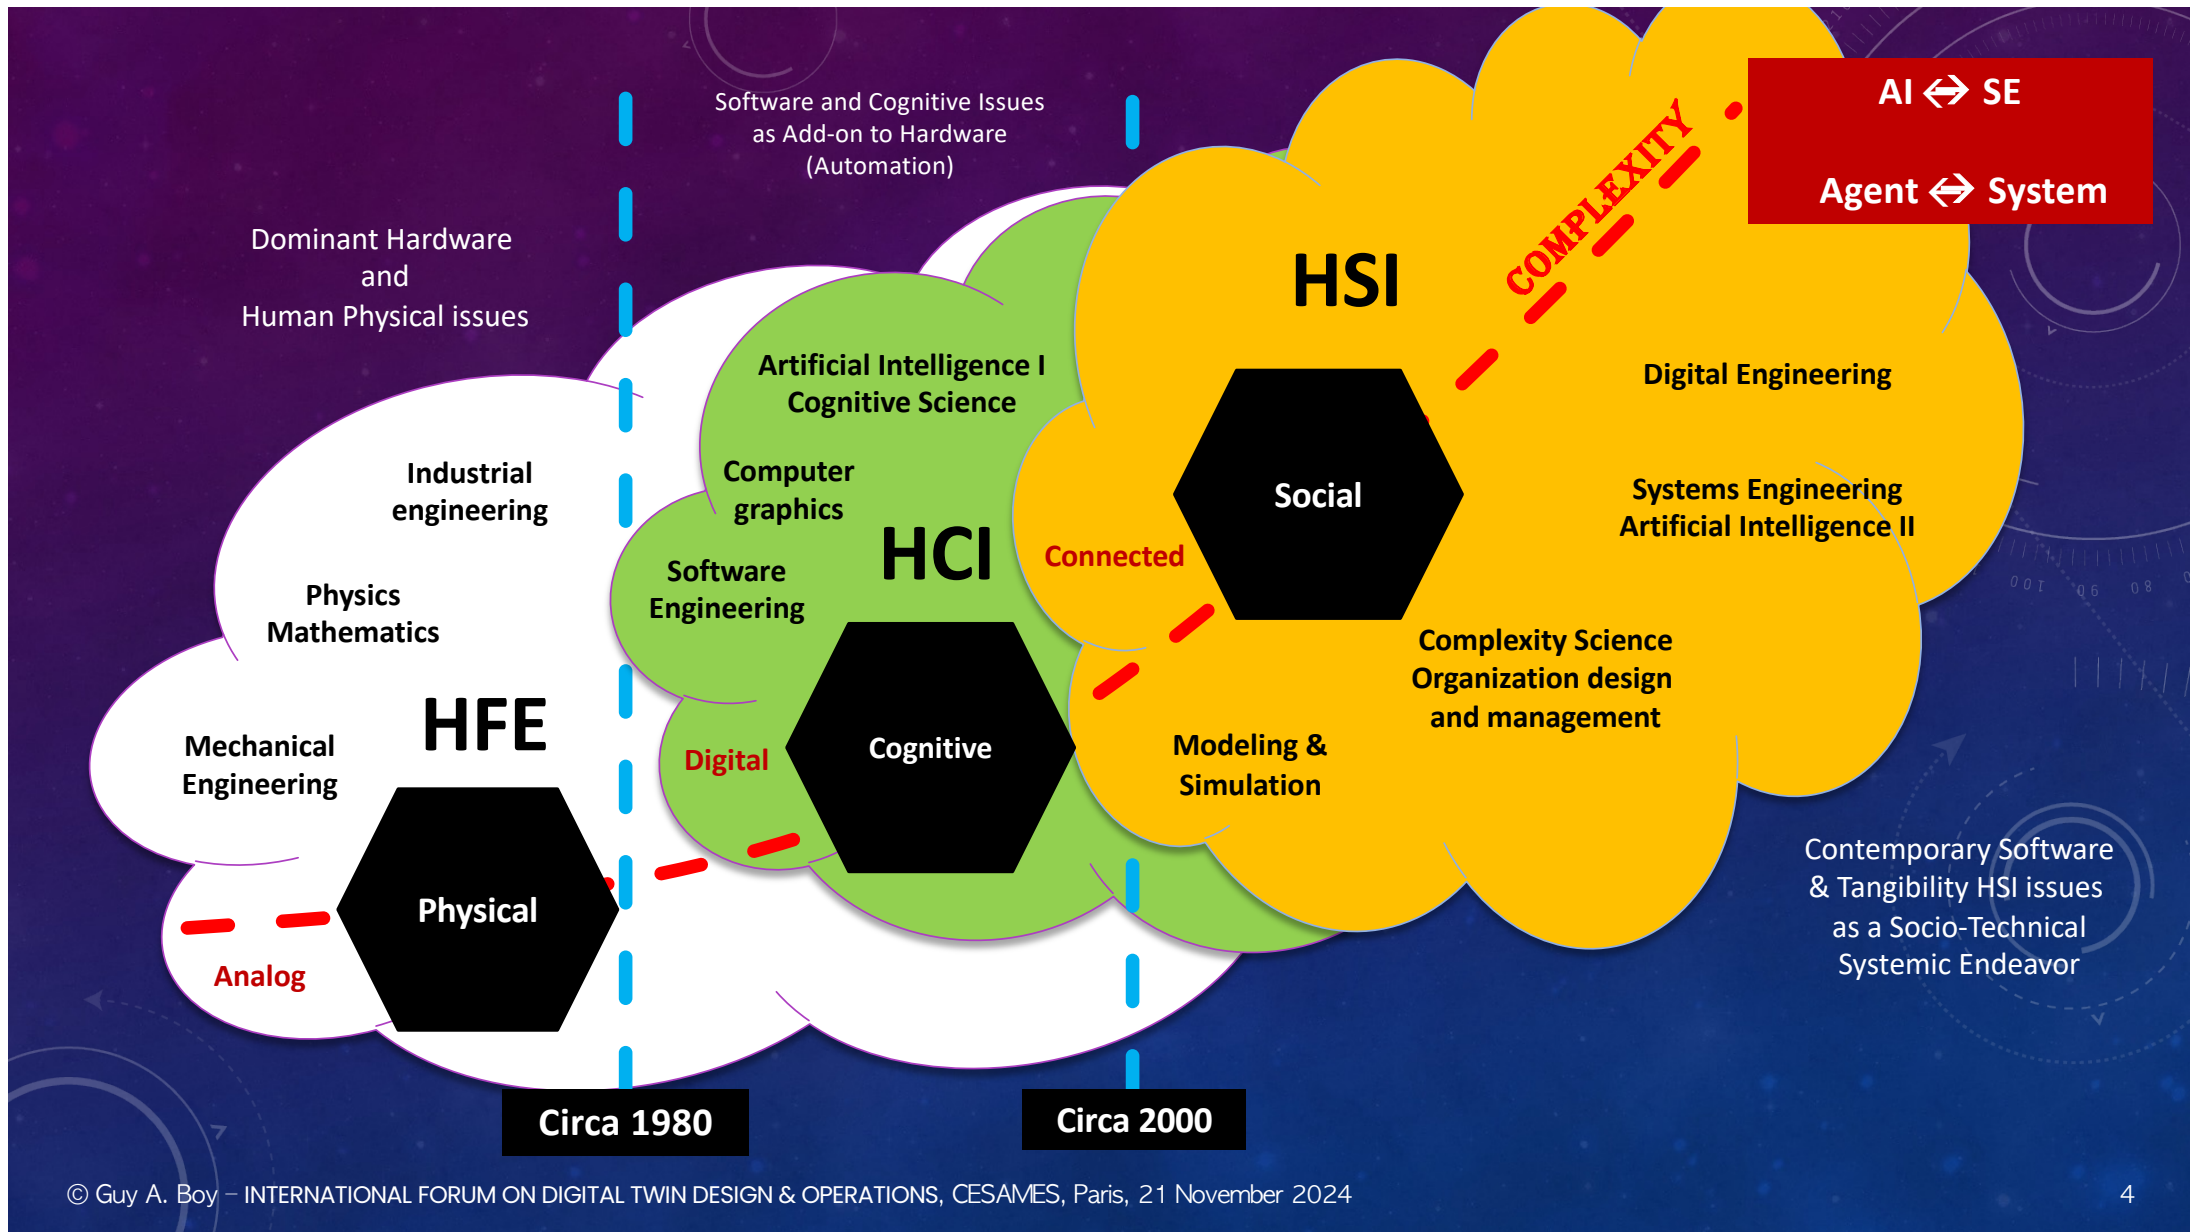 Software and Cognitive Issues
as Add-on to Hardware
(Automation)
Dominant Hardware
and
Human Physical issues
AI ⟷ SE
Agent ⟷ System
COMPLEXITY
HSI
Artificial Intelligence I
Cognitive Science
Digital Engineering
Industrial
engineering
Computer
graphics
Social
Systems Engineering
Artificial Intelligence II
HCI
Connected
Software
Engineering
Physics
Mathematics
Complexity Science
Organization design
and management
HFE
Mechanical
Engineering
Digital
Cognitive
Modeling &
Simulation
Physical
Analog
Contemporary Software
& Tangibility HSI issues
as a Socio-Technical
Systemic Endeavor
Circa 1980
Circa 2000
© Guy A. Boy – INTERNATIONAL FORUM ON DIGITAL TWIN DESIGN & OPERATIONS, CESAMES, Paris, 21 November 2024
4